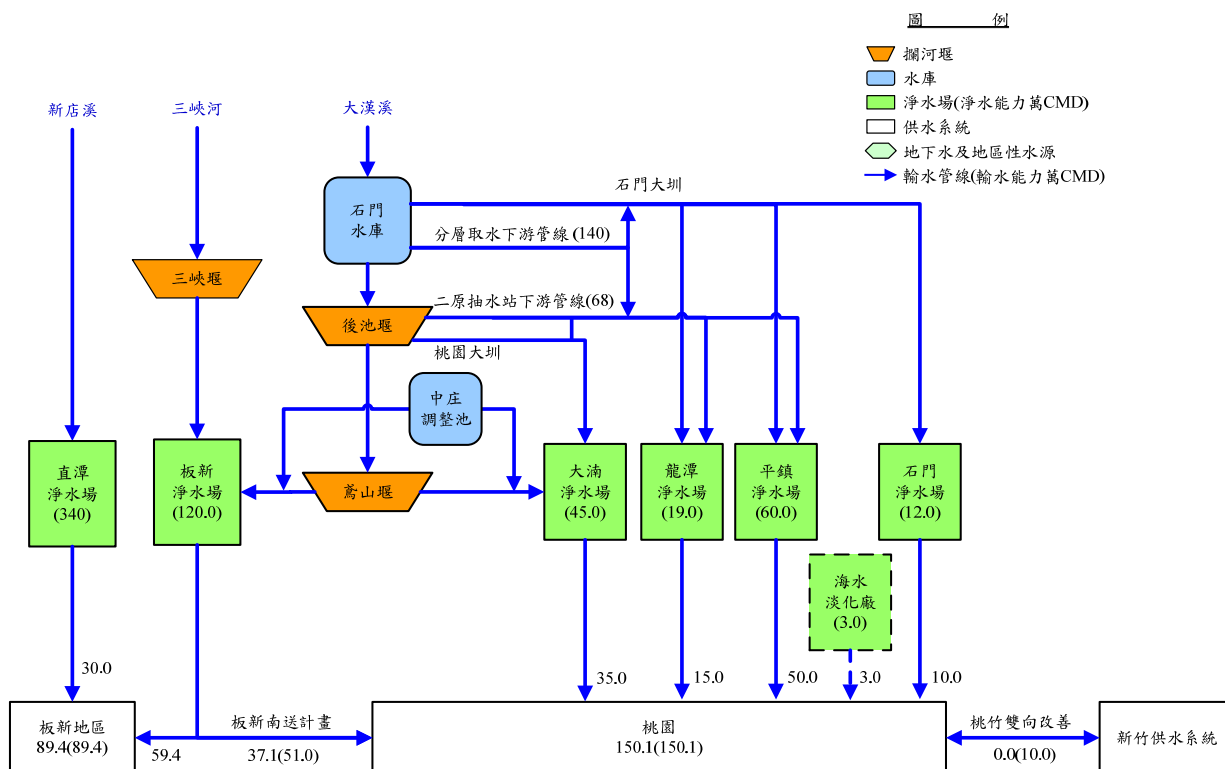 圖 例
攔河堰
水庫
淨水場(淨水能力萬CMD)
供水系統
地下水及地區性水源
輸水管線(輸水能力萬CMD)
新店溪
三峽河
大漢溪
石門大圳
石門
水庫
分層取水下游管線(140)
三峽堰
二原抽水站下游管線(68)
後池堰
桃園大圳
中庄
調整池
直潭
淨水場
(340)
板新
淨水場
(120.0)
鳶山堰
大湳
淨水場
(45.0)
龍潭
淨水場
(19.0)
平鎮
淨水場
(60.0)
石門
淨水場
(12.0)
海水
淡化廠
(3.0)
30.0
35.0
15.0
50.0
3.0
10.0
板新地區
89.4(89.4)
59.4
板新南送計畫
37.1(51.0)
桃園
150.1(150.1)
桃竹雙向改善
0.0(10.0)
新竹供水系統